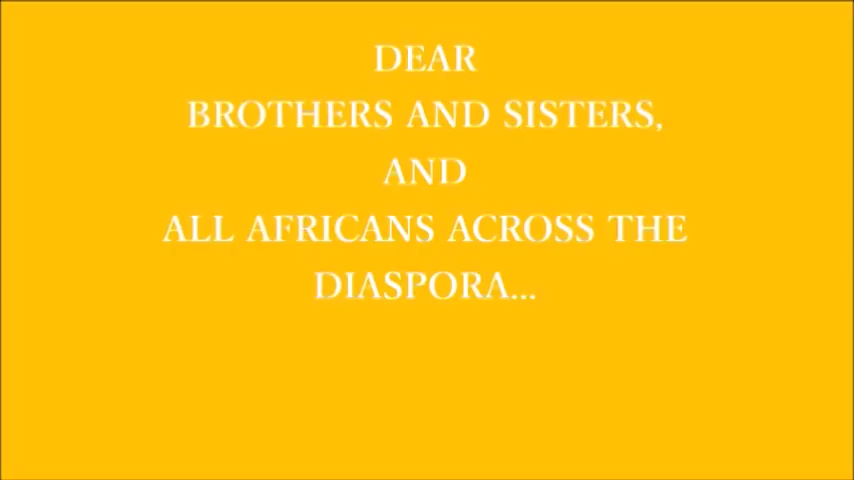 DEAR
BROTHERS AND SISTERS,
AND
ALL AFRICANS ACROSS THE
DIASPORA...